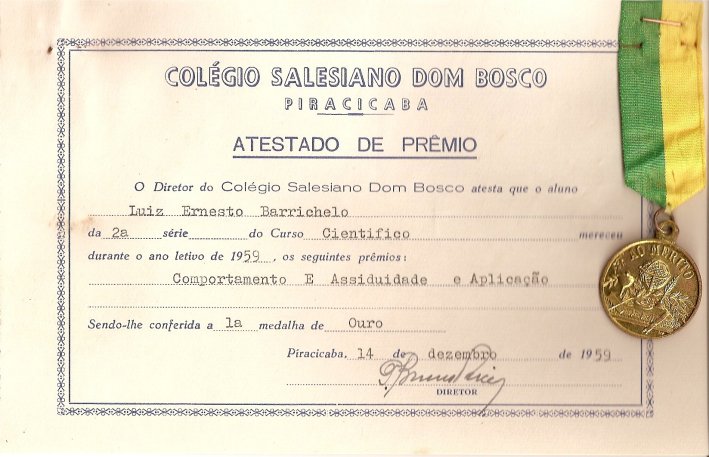 COLÉGIO SALESIANO DOM BOSCO
PIRACICABA
ATESTADO DE PRÊMIO
O Diretor do Colégio Salesiano Dom Bosco atesta que o aluno
Luiz Ernesto Barrichelo
da 2a série do Curso Cientifico mereceu
durante o ano letivo de 1959, os seguintes prêmios:
Comportamento E Assiduidade e Aplicação
Sendo-lhe conferida a 1a medalha de Ouro
Piracicaba, 14 de dezembro de 1959
DIRETOR
AO MERITO